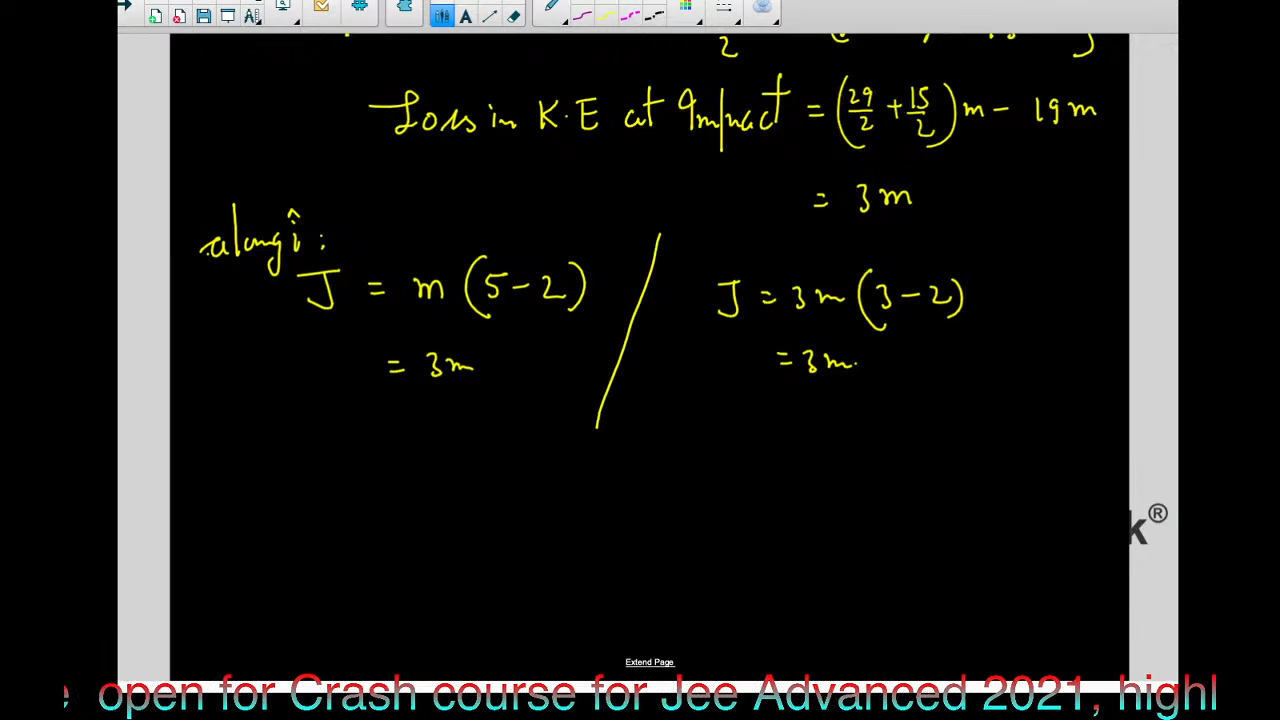 2
Loss in K.E at Impact = (29/2 + 15/2) m - 19m
= 3m
along î :
J = m (5-2) / J = 3m (3-2)
= 3m = 3m.
k®
Extend Page
open for Crash course for Jee Advanced 2021, highl